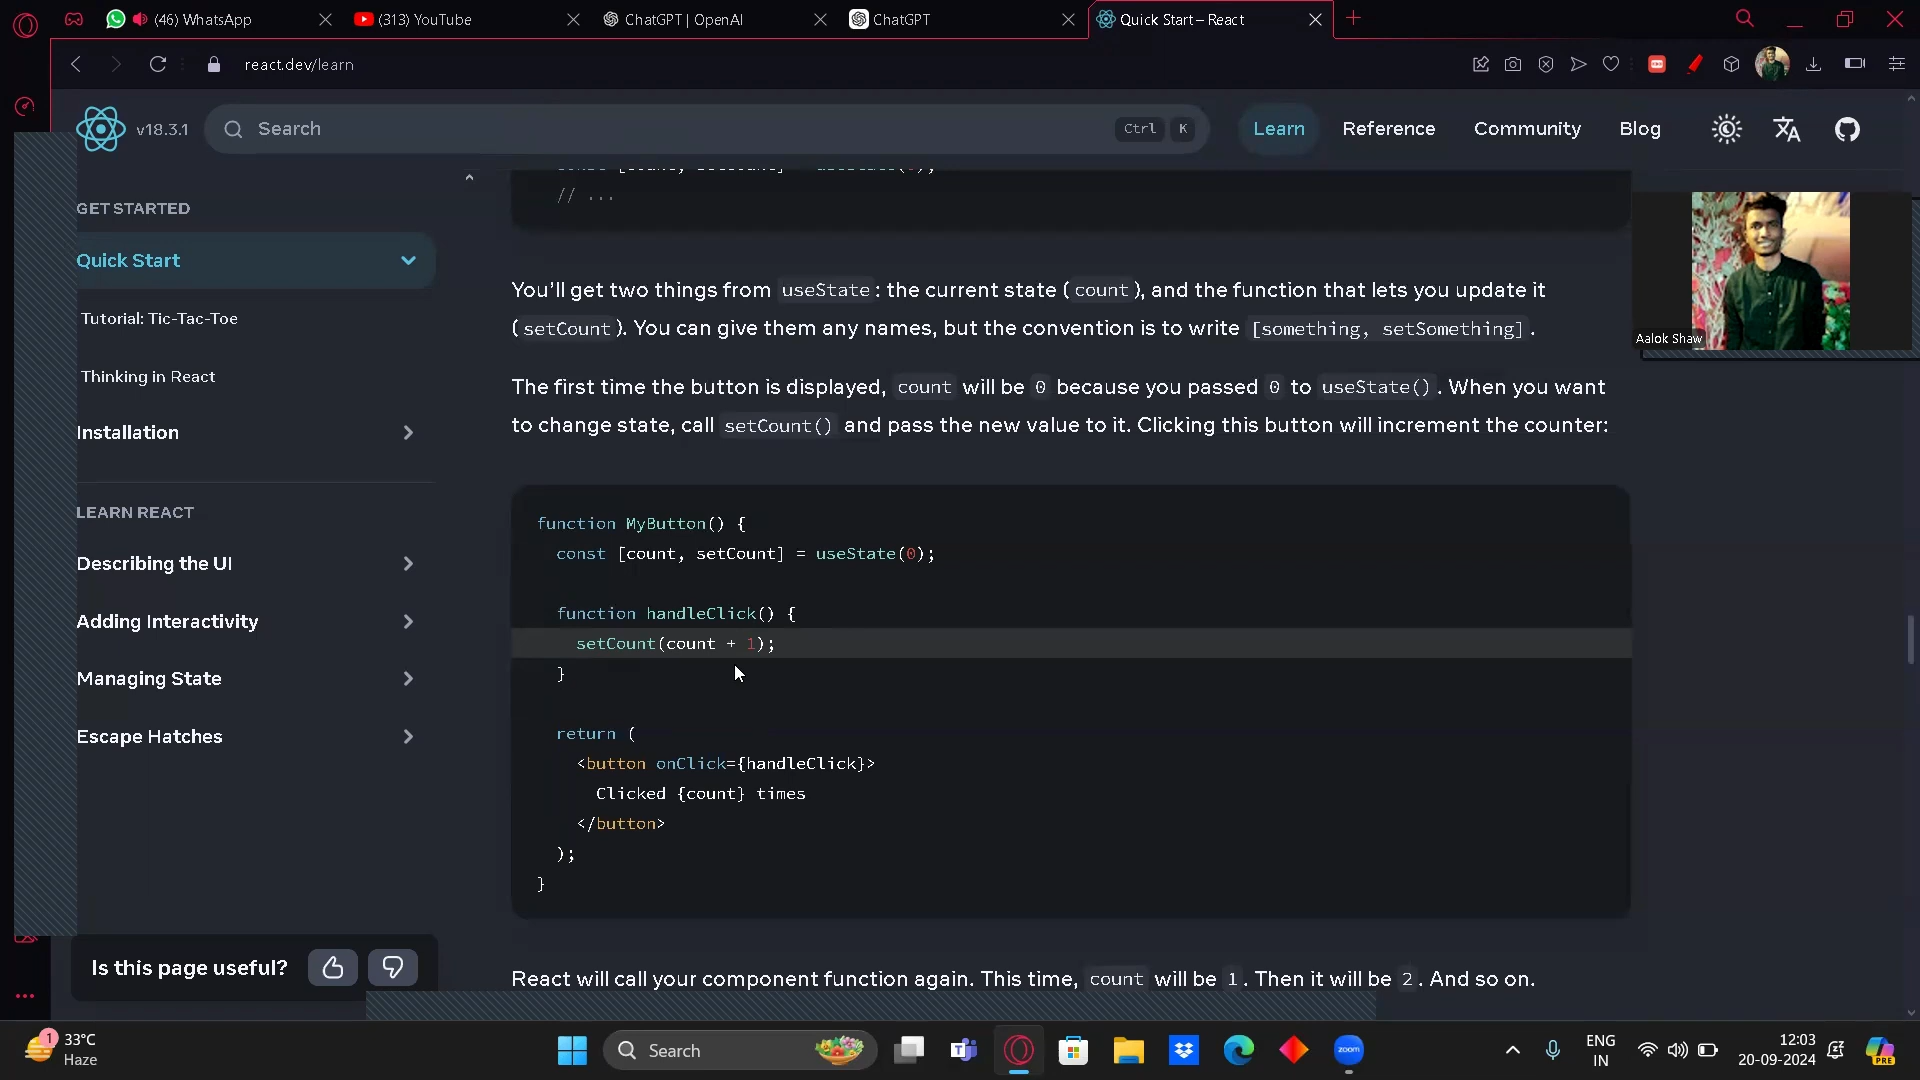 (46) WhatsApp
(313) YouTube
ChatGPT | OpenAI
ChatGPT
Quick Start – React
react.dev/learn
v18.3.1
Search
Ctrl K
Learn
Reference
Community
Blog
GET STARTED
Quick Start
Tutorial: Tic-Tac-Toe
Thinking in React
Installation
LEARN REACT
Describing the UI
Adding Interactivity
Managing State
Escape Hatches
Is this page useful?
// ...
You’ll get two things from useState: the current state (count), and the function that lets you update it
(setCount). You can give them any names, but the convention is to write [something, setSomething].
The first time the button is displayed, count will be 0 because you passed 0 to useState(). When you want
to change state, call setCount() and pass the new value to it. Clicking this button will increment the counter:
function MyButton() {
const [count, setCount] = useState(0);
function handleClick() {
setCount(count + 1);
}
return (
<button onClick={handleClick}>
Clicked {count} times
</button>
);
}
React will call your component function again. This time, count will be 1. Then it will be 2. And so on.
Aalok Shaw
1
33°C
Haze
Search
zoom
ENG
IN
12:03
20-09-2024
PRE